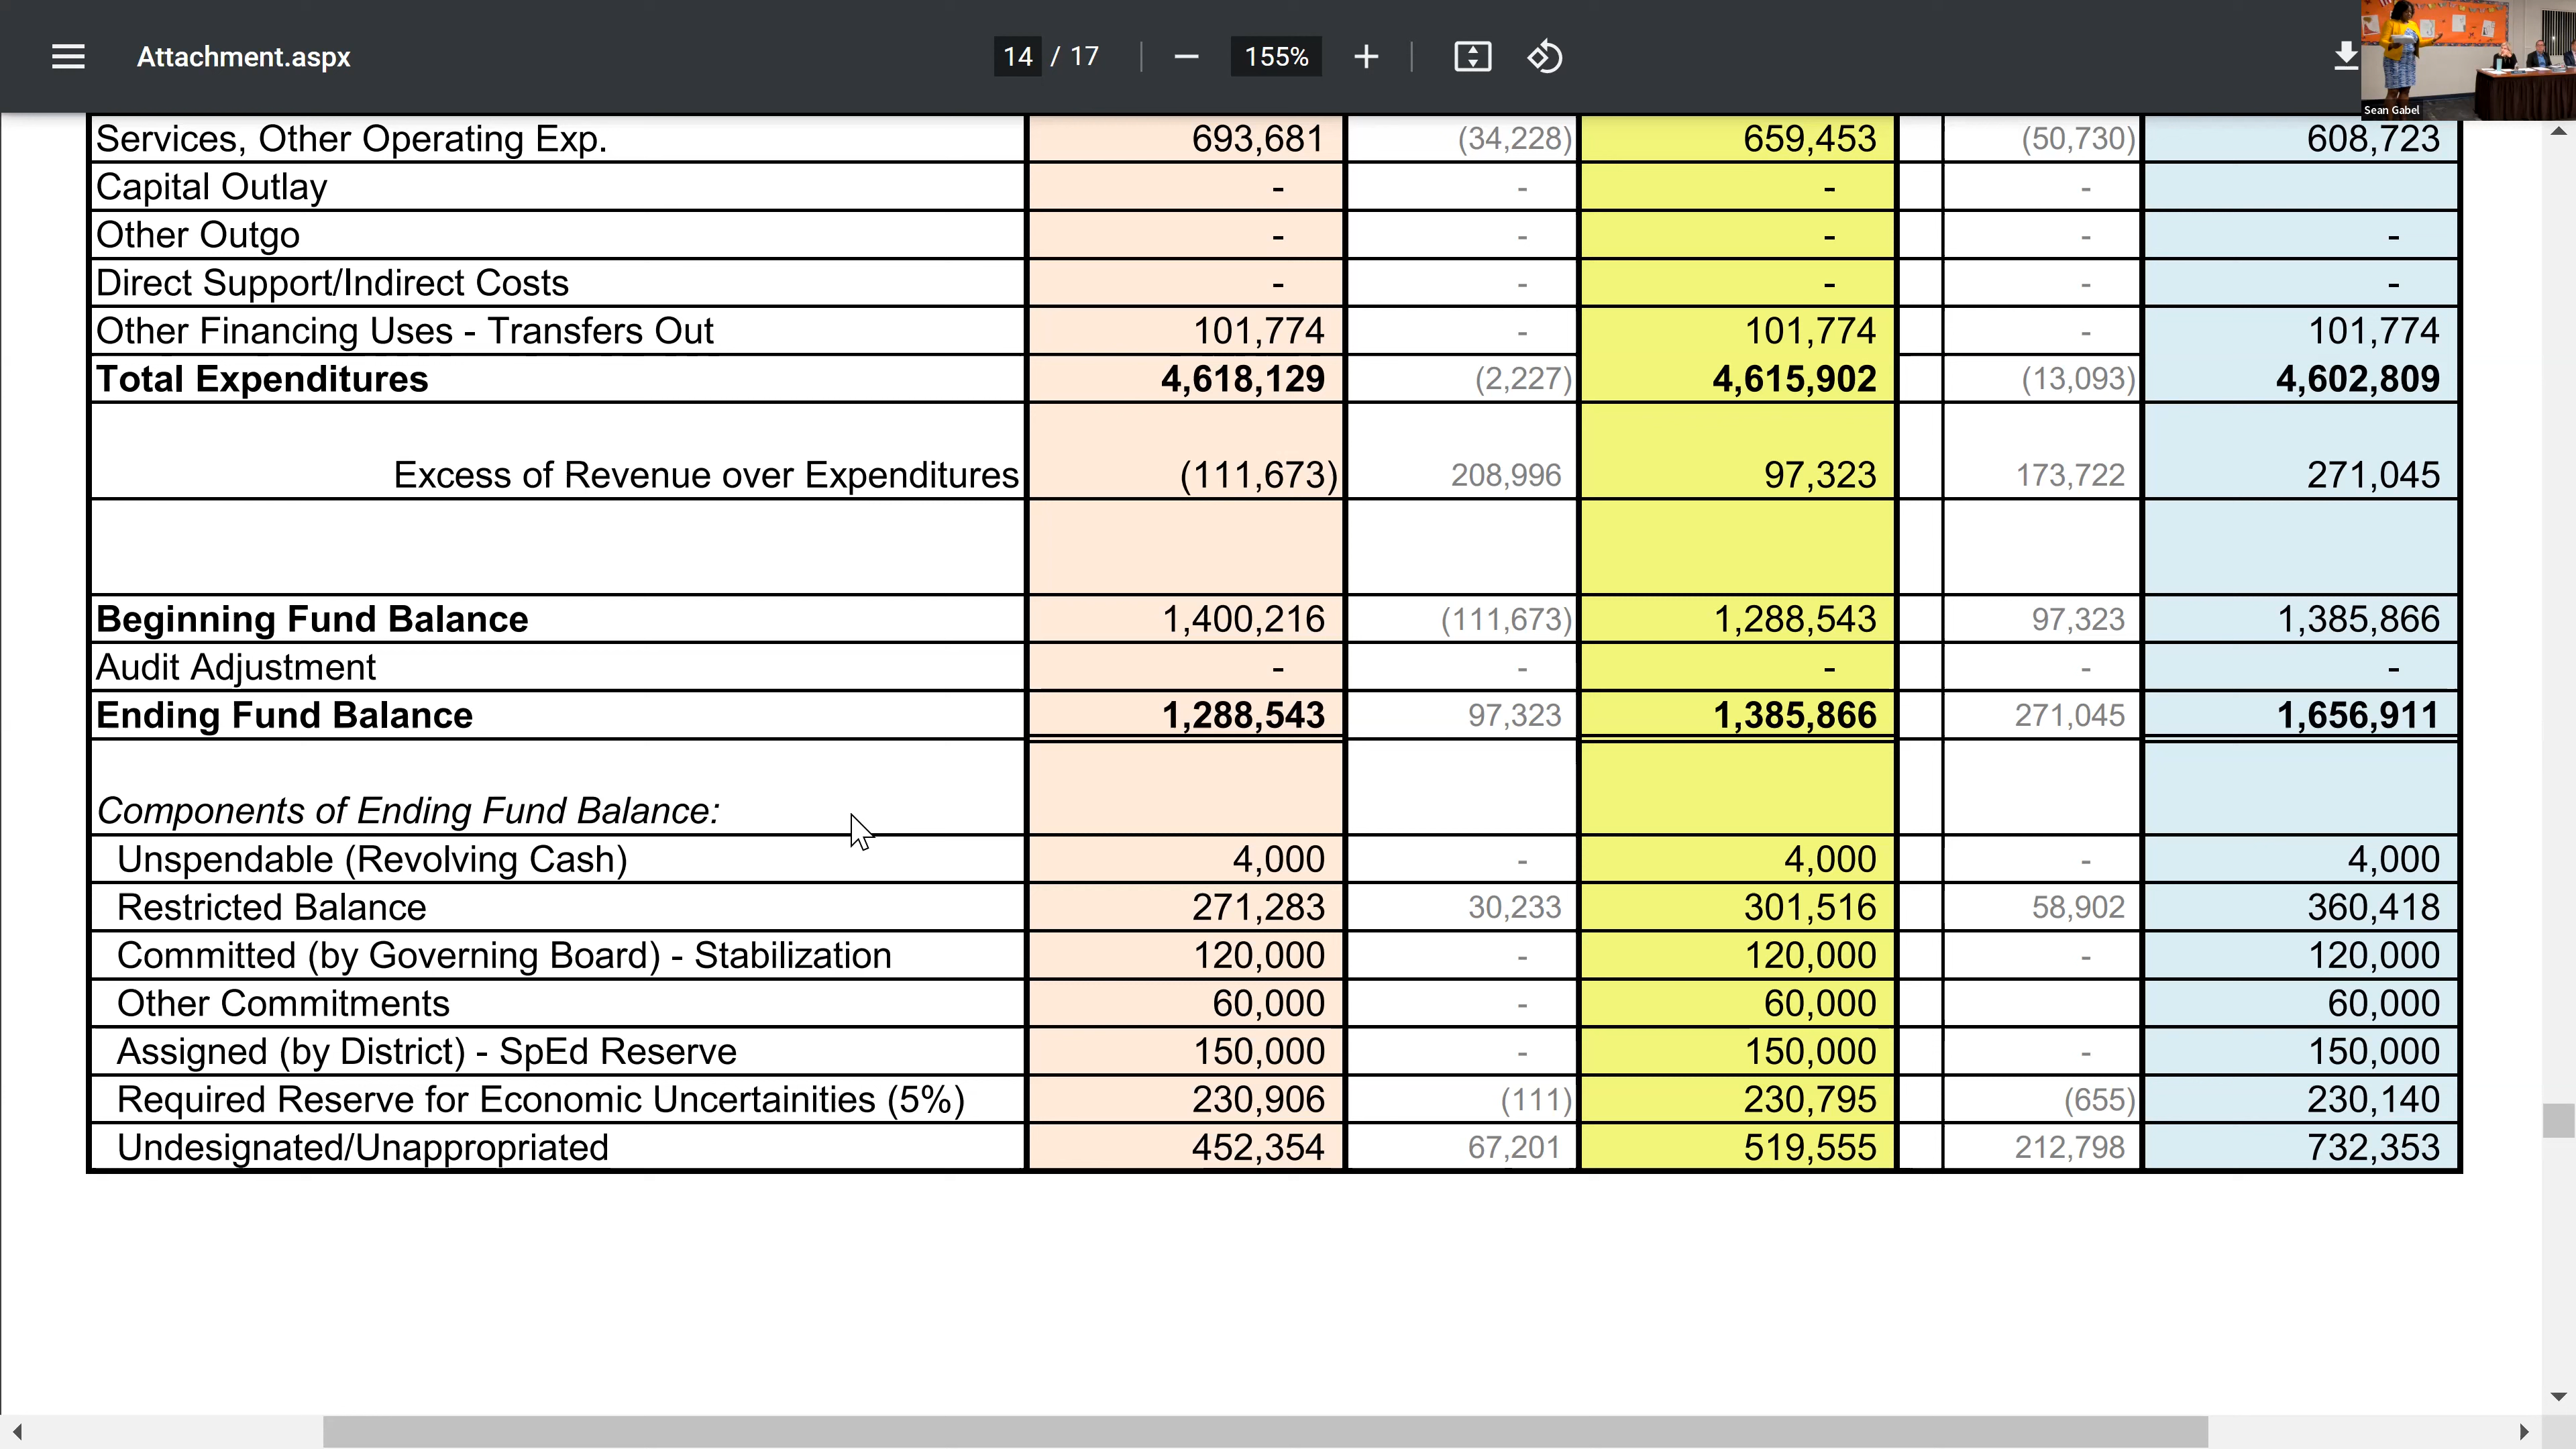 Attachment.aspx 14 / 17 155%
Sean Gabel
Services, Other Operating Exp. 693,681 (34,228) 659,453 (50,730) 608,723
Capital Outlay - - - -
Other Outgo - - - - -
Direct Support/Indirect Costs - - - - -
Other Financing Uses - Transfers Out 101,774 - 101,774 - 101,774
Total Expenditures 4,618,129 (2,227) 4,615,902 (13,093) 4,602,809
Excess of Revenue over Expenditures (111,673) 208,996 97,323 173,722 271,045
Beginning Fund Balance 1,400,216 (111,673) 1,288,543 97,323 1,385,866
Audit Adjustment - - - - -
Ending Fund Balance 1,288,543 97,323 1,385,866 271,045 1,656,911
Components of Ending Fund Balance:
Unspendable (Revolving Cash) 4,000 - 4,000 - 4,000
Restricted Balance 271,283 30,233 301,516 58,902 360,418
Committed (by Governing Board) - Stabilization 120,000 - 120,000 - 120,000
Other Commitments 60,000 - 60,000 60,000
Assigned (by District) - SpEd Reserve 150,000 - 150,000 - 150,000
Required Reserve for Economic Uncertainities (5%) 230,906 (111) 230,795 (655) 230,140
Undesignated/Unappropriated 452,354 67,201 519,555 212,798 732,353